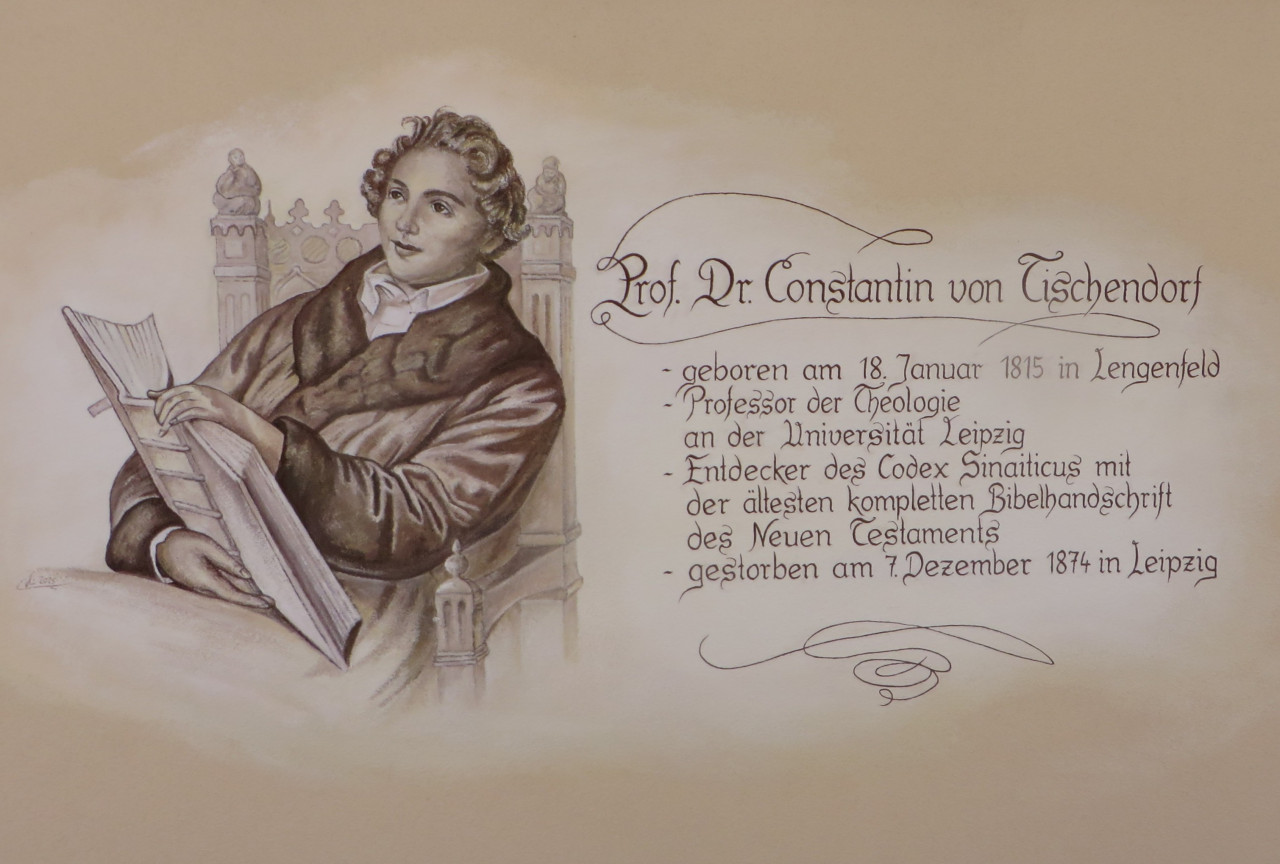 Prof. Dr. Constantin von Tischendorf
- geboren am 18. Januar 1815 in Lengenfeld
- Professor der Theologie
an der Universität Leipzig
- Entdecker des Codex Sinaiticus mit
der ältesten kompletten Bibelhandschrift
des Neuen Testaments
- gestorben am 7. Dezember 1874 in Leipzig